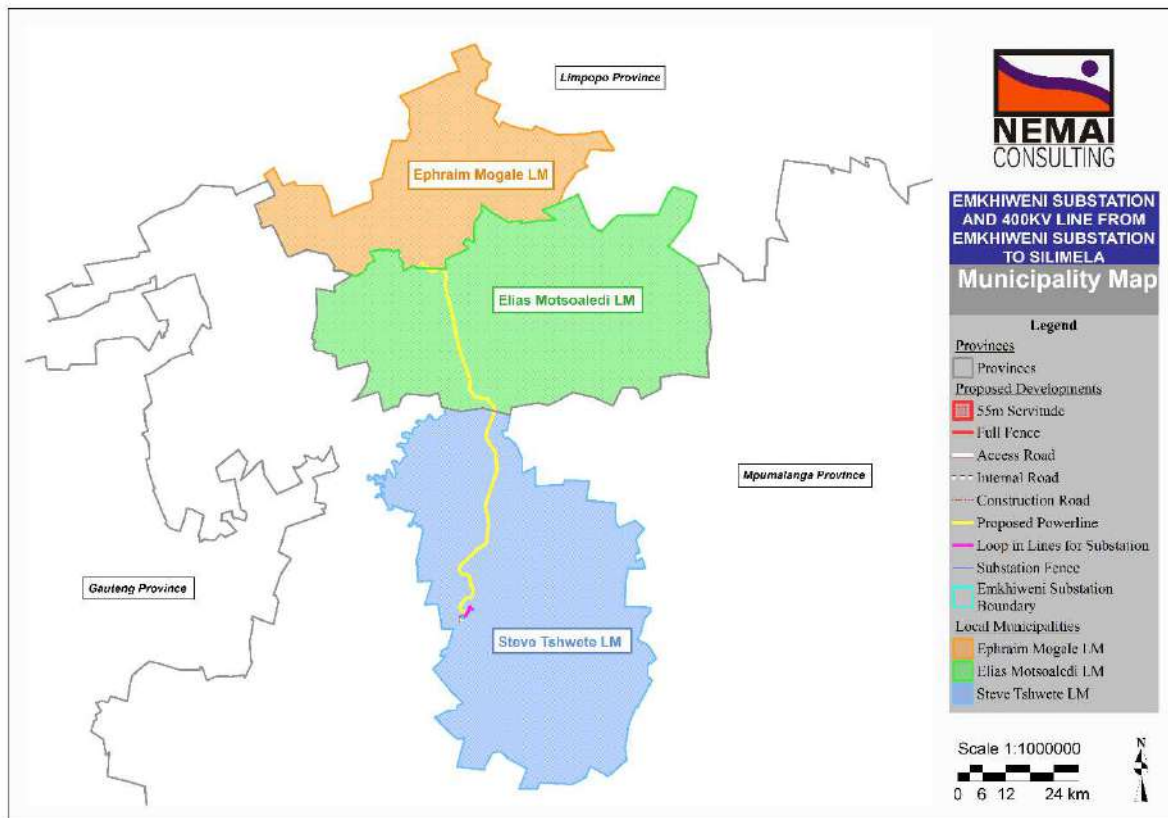 Limpopo Province
Ephraim Mogale LM
Elias Motsoaledi LM
Mpumalanga Province
Gauteng Province
Steve Tshwete LM
NEMAI
CONSULTING
EMKHIWENI SUBSTATION
AND 400KV LINE FROM
EMKHIWENI SUBSTATION
TO SILIMELA
Municipality Map
Legend
Provinces
Provinces
Proposed Developments
55m Servitude
Full Fence
Access Road
Internal Road
Construction Road
Proposed Powerline
Loop in Lines for Substation
Substation Fence
Emkhiweni Substation
Boundary
Local Municipalities
Ephraim Mogale LM
Elias Motsoaledi LM
Steve Tshwete LM
Scale 1:1000000
0 6 12 24 km
N